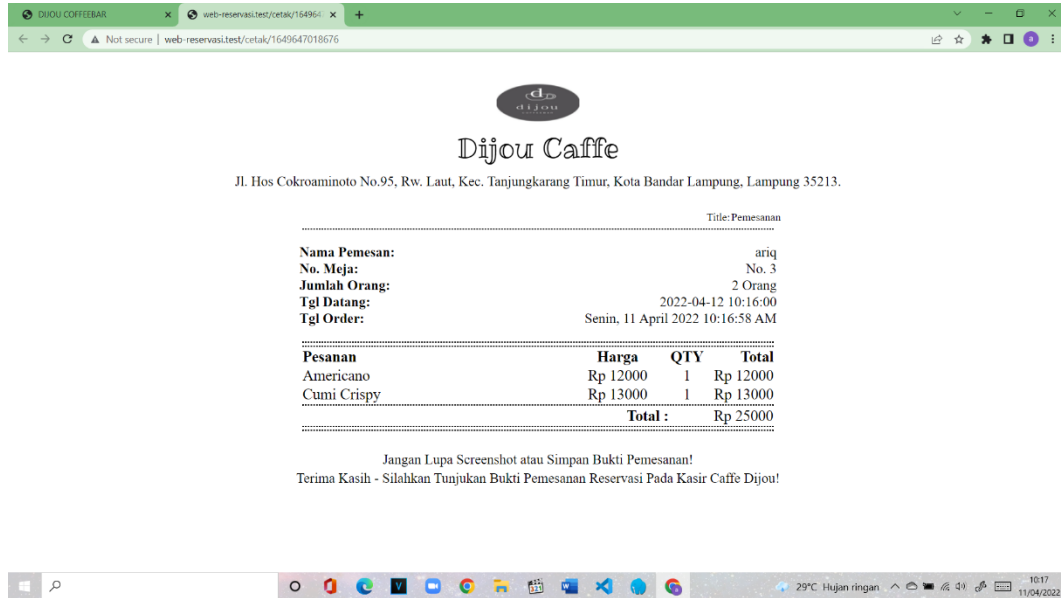 DIJOU COFFEEBAR
web-reservasi.test/cetak/164964
Not secure | web-reservasi.test/cetak/1649647018676
a
d
dijou
Dijou Caffe
Jl. Hos Cokroaminoto No.95, Rw. Laut, Kec. Tanjungkarang Timur, Kota Bandar Lampung, Lampung 35213.
Title:Pemesanan
Nama Pemesan: ariq
No. Meja: No. 3
Jumlah Orang: 2 Orang
Tgl Datang: 2022-04-12 10:16:00
Tgl Order: Senin, 11 April 2022 10:16:58 AM
Pesanan Harga QTY Total
Americano Rp 12000 1 Rp 12000
Cumi Crispy Rp 13000 1 Rp 13000
Total : Rp 25000
Jangan Lupa Screenshot atau Simpan Bukti Pemesanan!
Terima Kasih - Silahkan Tunjukan Bukti Pemesanan Reservasi Pada Kasir Caffe Dijou!
29°C Hujan ringan
10:17
11/04/2022